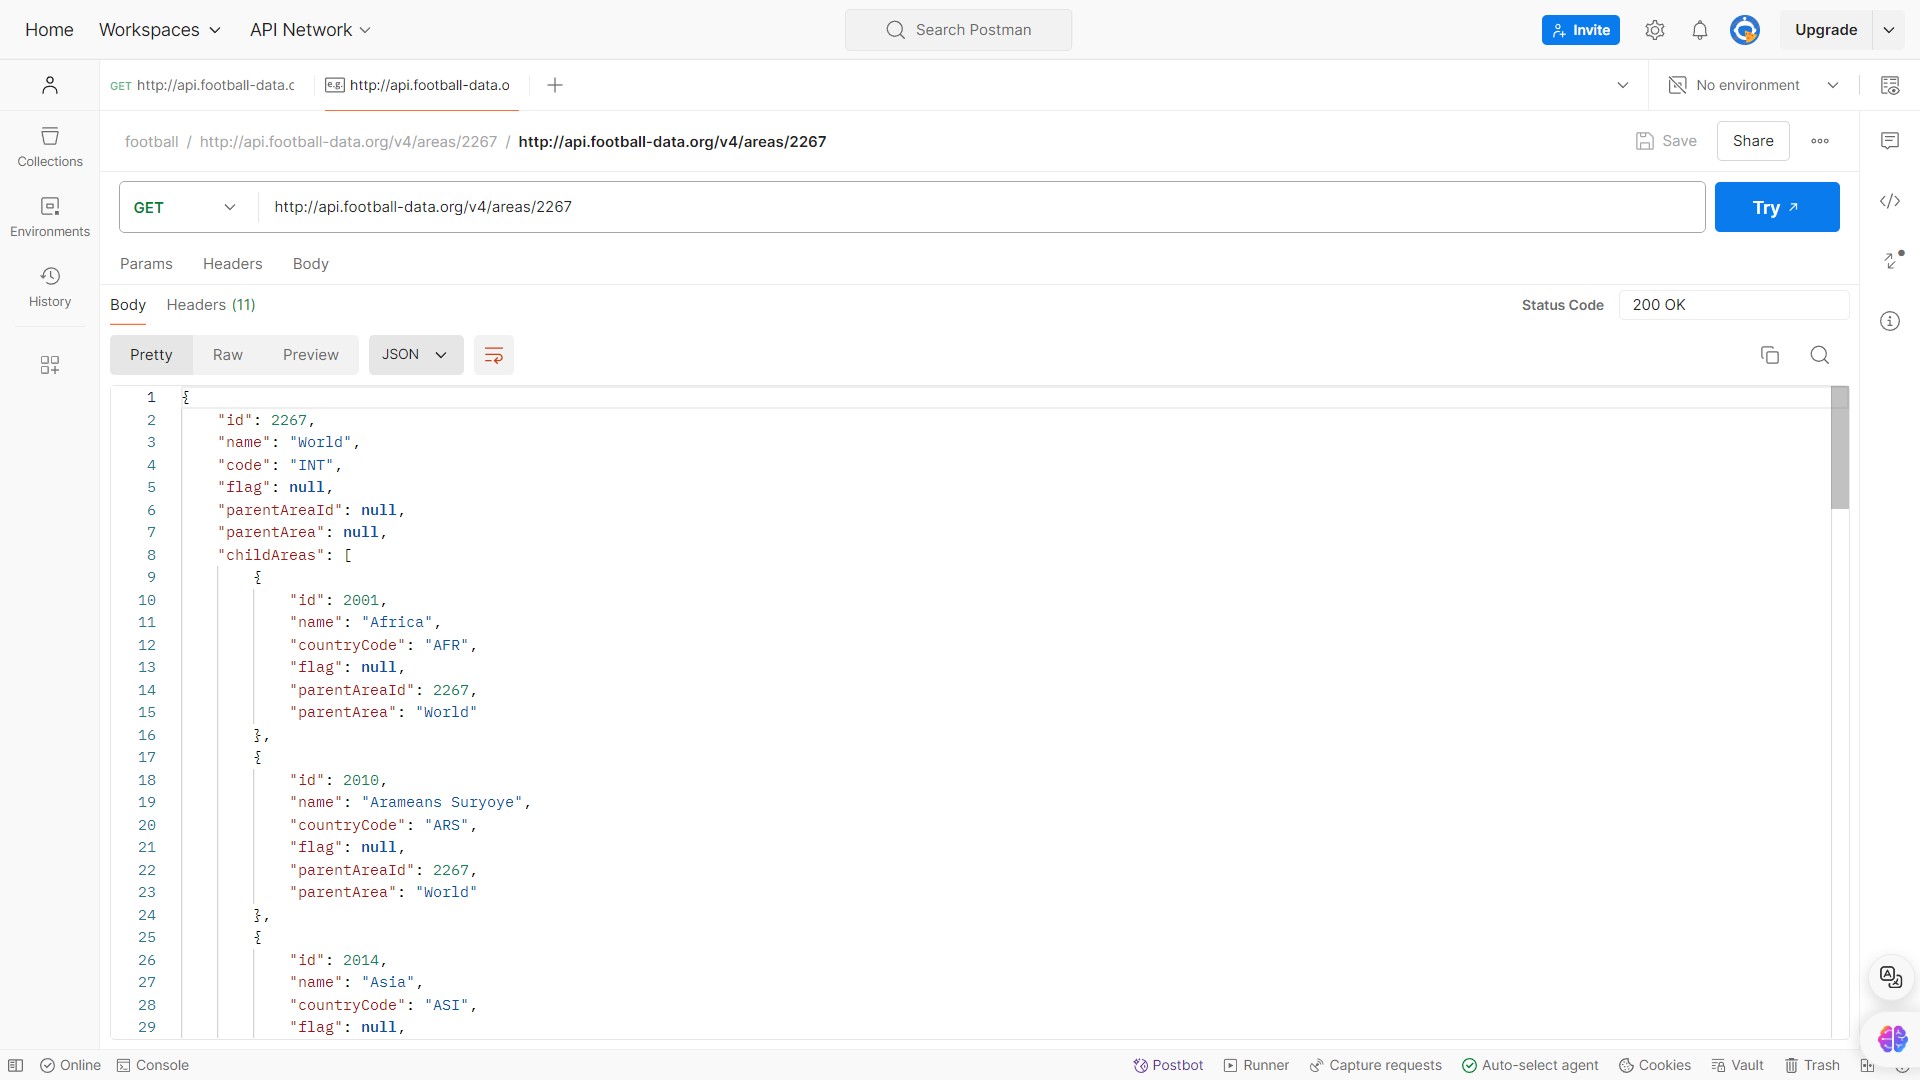 Home
Workspaces
API Network
Search Postman
Invite
Upgrade
GET http://api.football-data.c
e.g. http://api.football-data.o
No environment
Collections
Environments
History
football / http://api.football-data.org/v4/areas/2267 / http://api.football-data.org/v4/areas/2267
Save
Share
GET
http://api.football-data.org/v4/areas/2267
Try
Params
Headers
Body
Body
Headers (11)
Status Code
200 OK
Pretty
Raw
Preview
JSON
1 {
2 "id": 2267,
3 "name": "World",
4 "code": "INT",
5 "flag": null,
6 "parentAreaId": null,
7 "parentArea": null,
8 "childAreas": [
9 {
10 "id": 2001,
11 "name": "Africa",
12 "countryCode": "AFR",
13 "flag": null,
14 "parentAreaId": 2267,
15 "parentArea": "World"
16 },
17 {
18 "id": 2010,
19 "name": "Arameans Suryoye",
20 "countryCode": "ARS",
21 "flag": null,
22 "parentAreaId": 2267,
23 "parentArea": "World"
24 },
25 {
26 "id": 2014,
27 "name": "Asia",
28 "countryCode": "ASI",
29 "flag": null,
Online
Console
Postbot
Runner
Capture requests
Auto-select agent
Cookies
Vault
Trash